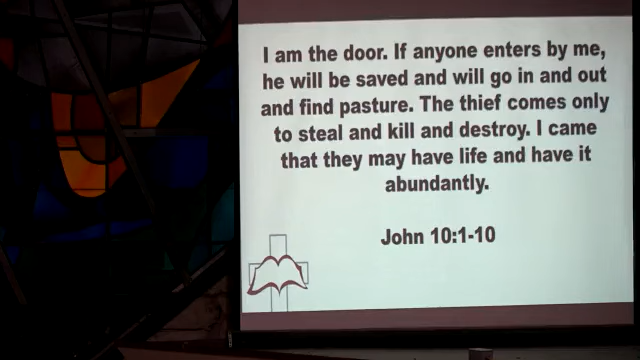 I am the door. If anyone enters by me,
he will be saved and will go in and out
and find pasture. The thief comes only
to steal and kill and destroy. I came
that they may have life and have it
abundantly.
John 10:1-10